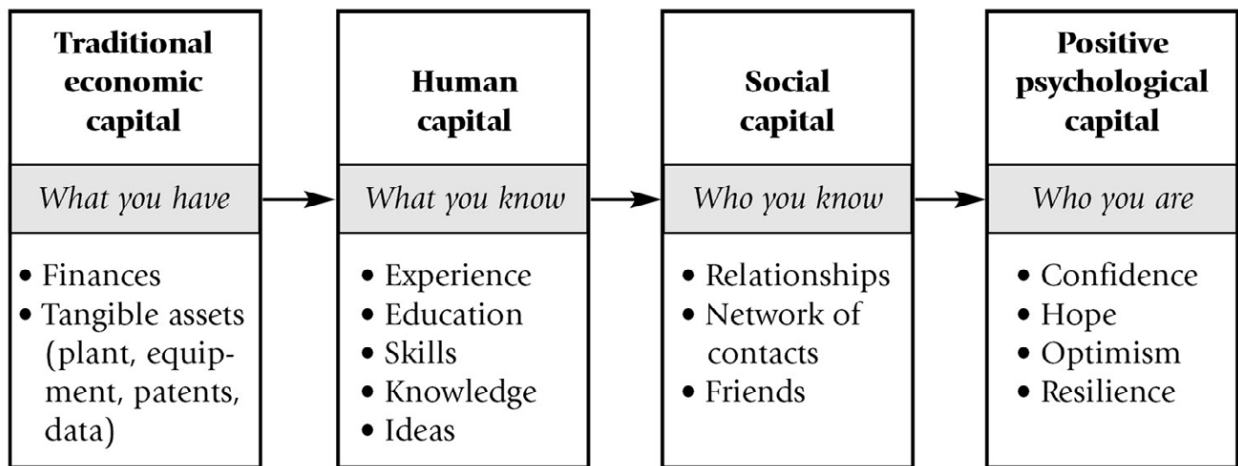 Traditional
economic
capital
What you have
• Finances
• Tangible assets
(plant, equip-
ment, patents,
data)
Human
capital
What you know
• Experience
• Education
• Skills
• Knowledge
• Ideas
Social
capital
Who you know
• Relationships
• Network of
contacts
• Friends
Positive
psychological
capital
Who you are
• Confidence
• Hope
• Optimism
• Resilience